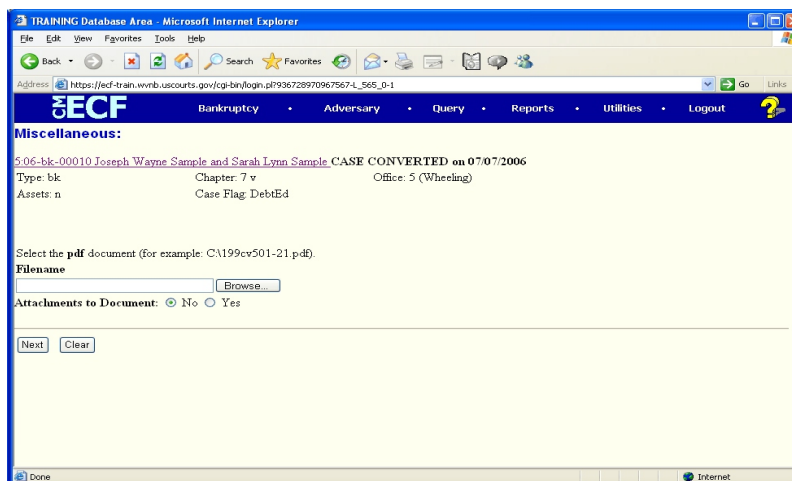 TRAINING Database Area - Microsoft Internet Explorer
File Edit View Favorites Tools Help
Back Search Favorites
Address https://ecf-train.wvnb.uscourts.gov/cgi-bin/login.pl?936728970967567-L_565_0-1 Go Links
CM ECF Bankruptcy • Adversary • Query • Reports • Utilities • Logout ?
Miscellaneous:
5:06-bk-00010 Joseph Wayne Sample and Sarah Lynn Sample CASE CONVERTED on 07/07/2006
Type: bk Chapter: 7 v Office: 5 (Wheeling)
Assets: n Case Flag: DebtEd
Select the pdf document (for example: C:\199cv501-21.pdf).
Filename
Browse...
Attachments to Document: No Yes
Next Clear
Done Internet